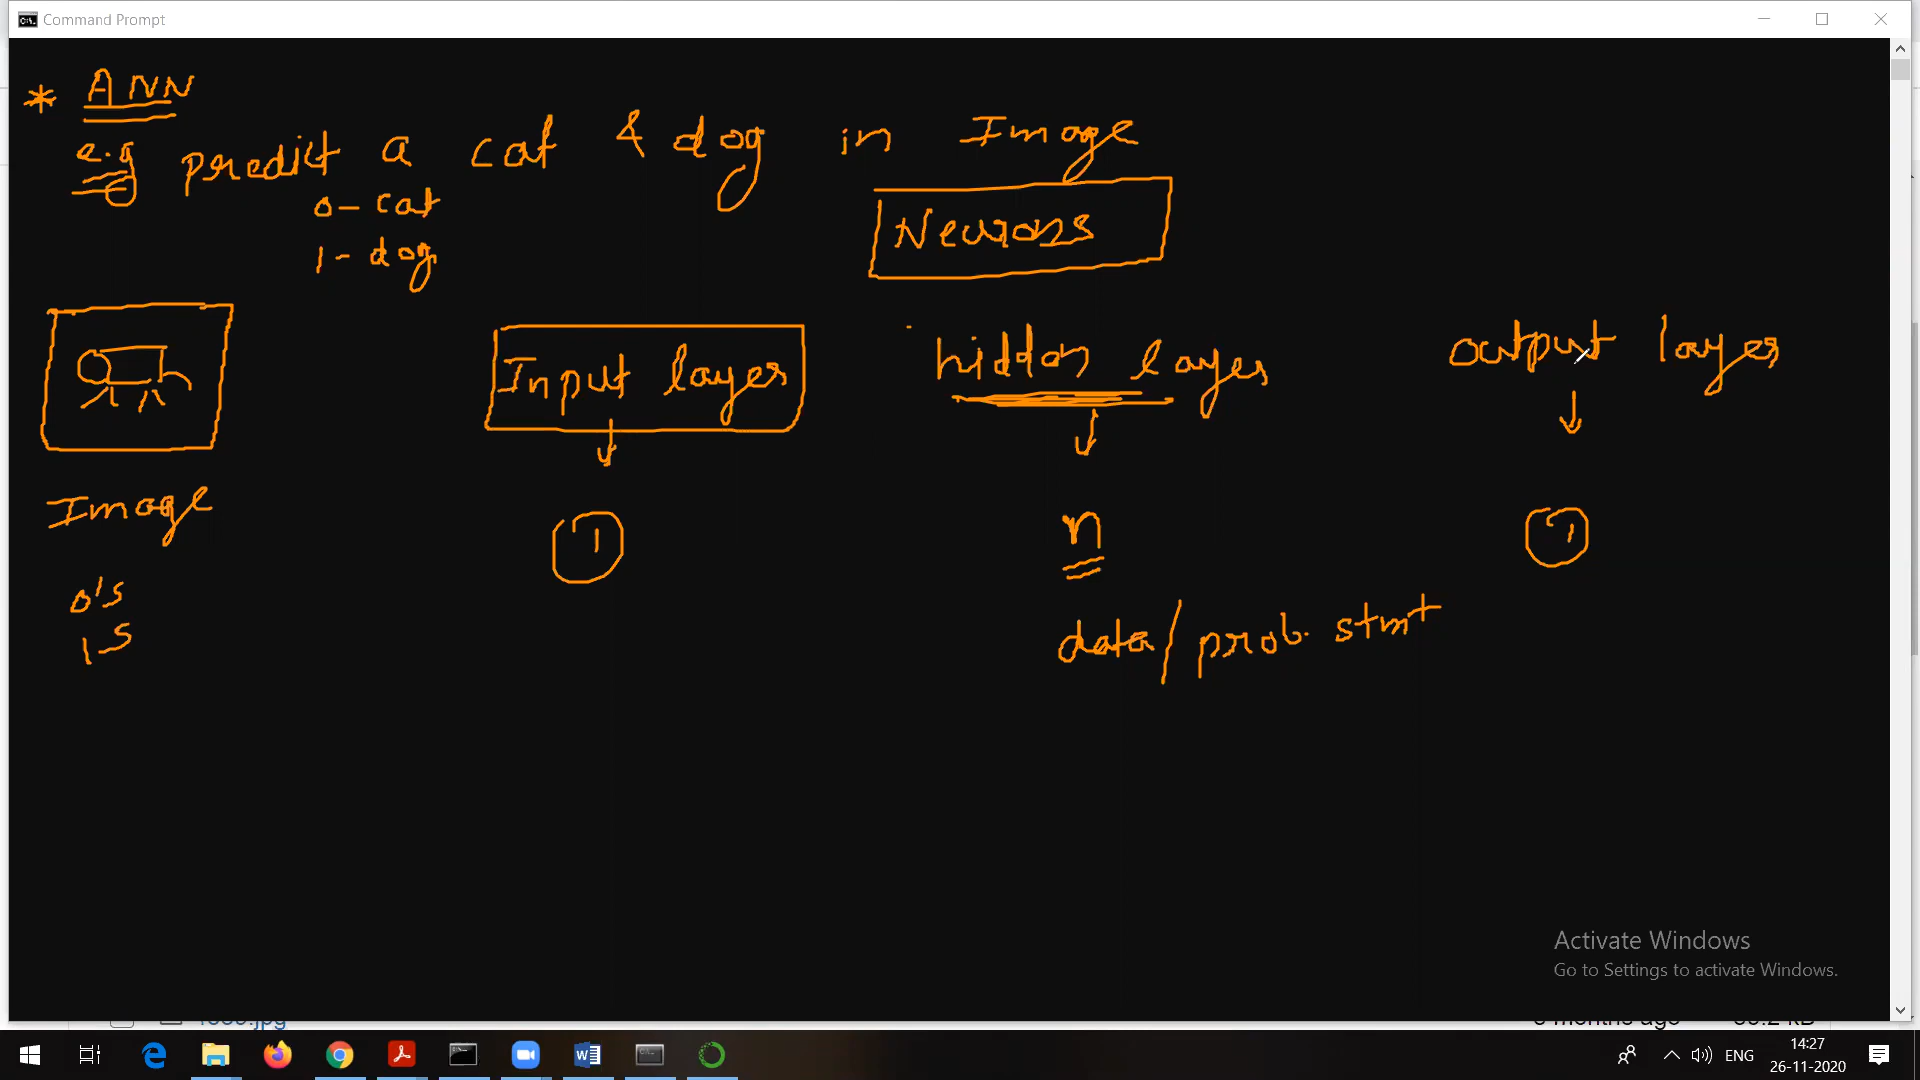 Command Prompt
* ANN
e.g predict a cat & dog in Image
0 - cat
1 - dog
Neurons
Input layer
hidden layer
output layer
Image
1
n
1
0's
1-s
data/prob. stmt
Activate Windows
Go to Settings to activate Windows.
ENG
14:27
26-11-2020